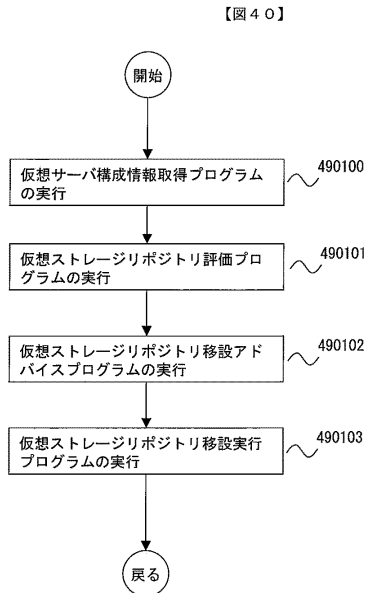 【図40】
開始
仮想サーバ構成情報取得プログラム
の実行
490100
仮想ストレージリポジトリ評価プロ
グラムの実行
490101
仮想ストレージリポジトリ移設アド
バイスプログラムの実行
490102
仮想ストレージリポジトリ移設実行
プログラムの実行
490103
戻る